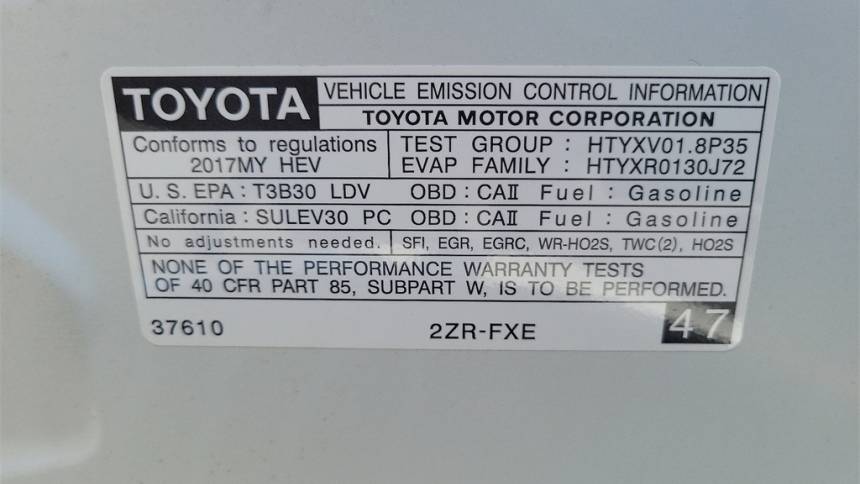 TOYOTA
VEHICLE EMISSION CONTROL INFORMATION
TOYOTA MOTOR CORPORATION
Conforms to regulations
2017MY HEV
TEST GROUP : HTYXV01.8P35
EVAP FAMILY : HTYXR0130J72
U.S. EPA : T3B30 LDV OBD : CAII Fuel : Gasoline
California : SULEV30 PC OBD : CAII Fuel : Gasoline
No adjustments needed. SFI, EGR, EGRC, WR-HO2S, TWC(2), HO2S
NONE OF THE PERFORMANCE WARRANTY TESTS
OF 40 CFR PART 85, SUBPART W, IS TO BE PERFORMED.
37610 2ZR-FXE 47